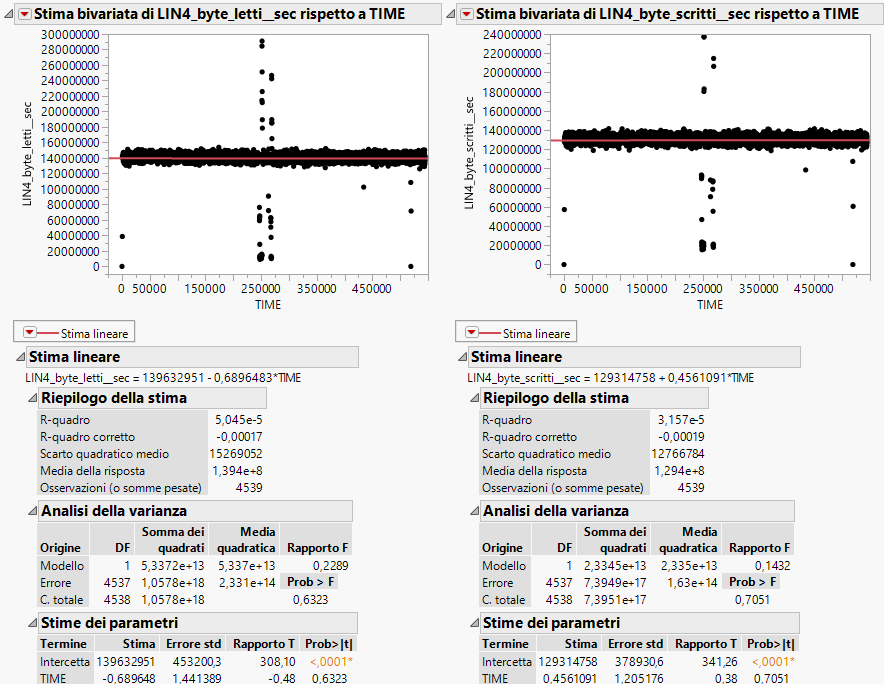 Stima bivariata di LIN4_byte_letti__sec rispetto a TIME
300000000
280000000
260000000
240000000
220000000
200000000
180000000
160000000
140000000
120000000
100000000
80000000
60000000
40000000
20000000
0
LIN4_byte_letti__sec
0 50000 150000 250000 350000 450000
TIME
Stima lineare
Stima lineare
LIN4_byte_letti__sec = 139632951 - 0,6896483*TIME
Riepilogo della stima
R-quadro 5,045e-5
R-quadro corretto -0,00017
Scarto quadratico medio 15269052
Media della risposta 1,394e+8
Osservazioni (o somme pesate) 4539
Analisi della varianza
Origine DF Somma dei quadrati Media quadratica Rapporto F
Modello 1 5,3372e+13 5,337e+13 0,2289
Errore 4537 1,0578e+18 2,331e+14 Prob > F
C. totale 4538 1,0578e+18 0,6323
Stime dei parametri
Termine Stima Errore std Rapporto T Prob>|t|
Intercetta 139632951 453200,3 308,10 <,0001*
TIME -0,689648 1,441389 -0,48 0,6323
Stima bivariata di LIN4_byte_scritti__sec rispetto a TIME
240000000
220000000
200000000
180000000
160000000
140000000
120000000
100000000
80000000
60000000
40000000
20000000
0
LIN4_byte_scritti__sec
0 50000 150000 250000 350000 450000
TIME
Stima lineare
Stima lineare
LIN4_byte_scritti__sec = 129314758 + 0,4561091*TIME
Riepilogo della stima
R-quadro 3,157e-5
R-quadro corretto -0,00019
Scarto quadratico medio 12766784
Media della risposta 1,294e+8
Osservazioni (o somme pesate) 4539
Analisi della varianza
Origine DF Somma dei quadrati Media quadratica Rapporto F
Modello 1 2,3345e+13 2,335e+13 0,1432
Errore 4537 7,3949e+17 1,63e+14 Prob > F
C. totale 4538 7,3951e+17 0,7051
Stime dei parametri
Termine Stima Errore std Rapporto T Prob>|t|
Intercetta 129314758 378930,6 341,26 <,0001*
TIME 0,4561091 1,205176 0,38 0,7051